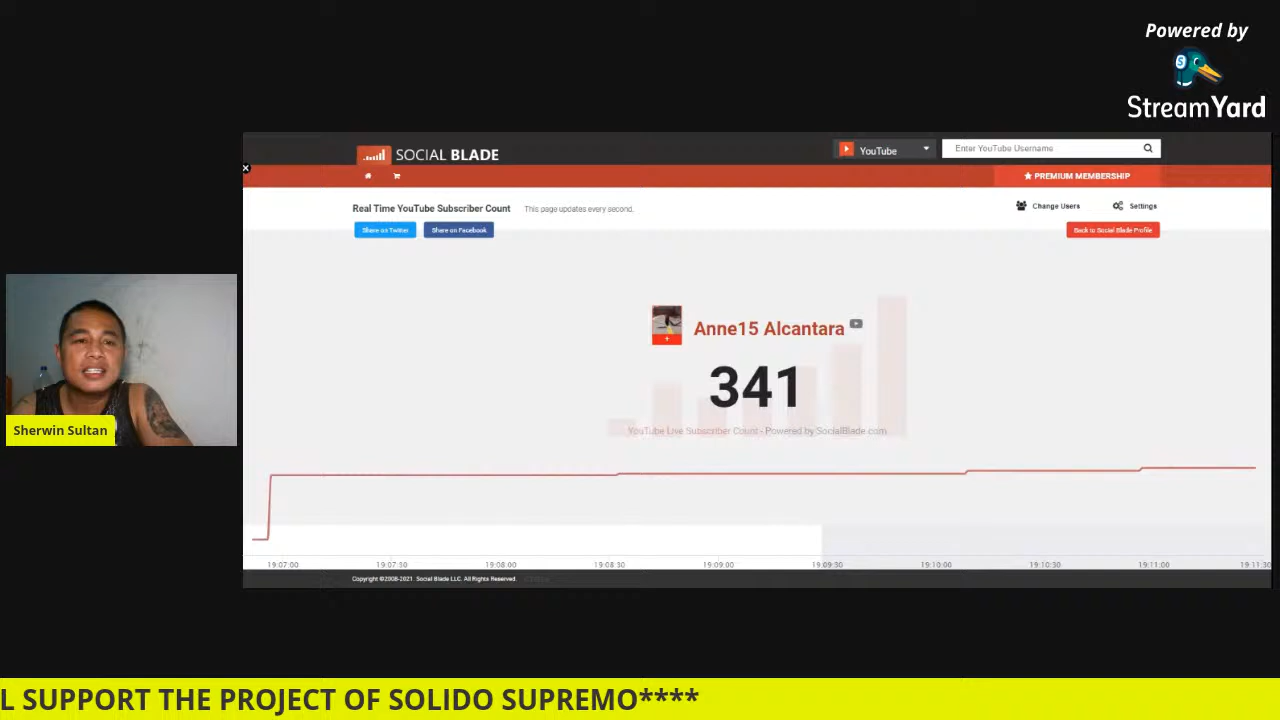 Powered by
StreamYard
SOCIAL BLADE
YouTube
Enter YouTube Username
PREMIUM MEMBERSHIP
Real Time YouTube Subscriber Count
This page updates every second.
Change Users
Settings
Share on Twitter
Share on Facebook
Back to Social Blade Profile
Anne15 Alcantara
341
YouTube Live Subscriber Count - Powered by SocialBlade.com
Sherwin Sultan
19:07:00 19:07:30 19:08:00 19:08:30 19:09:00 19:09:30 19:10:00 19:10:30 19:11:00 19:11:30
Copyright ©2008-2021 Social Blade LLC. All Rights Reserved.
L SUPPORT THE PROJECT OF SOLIDO SUPREMO****